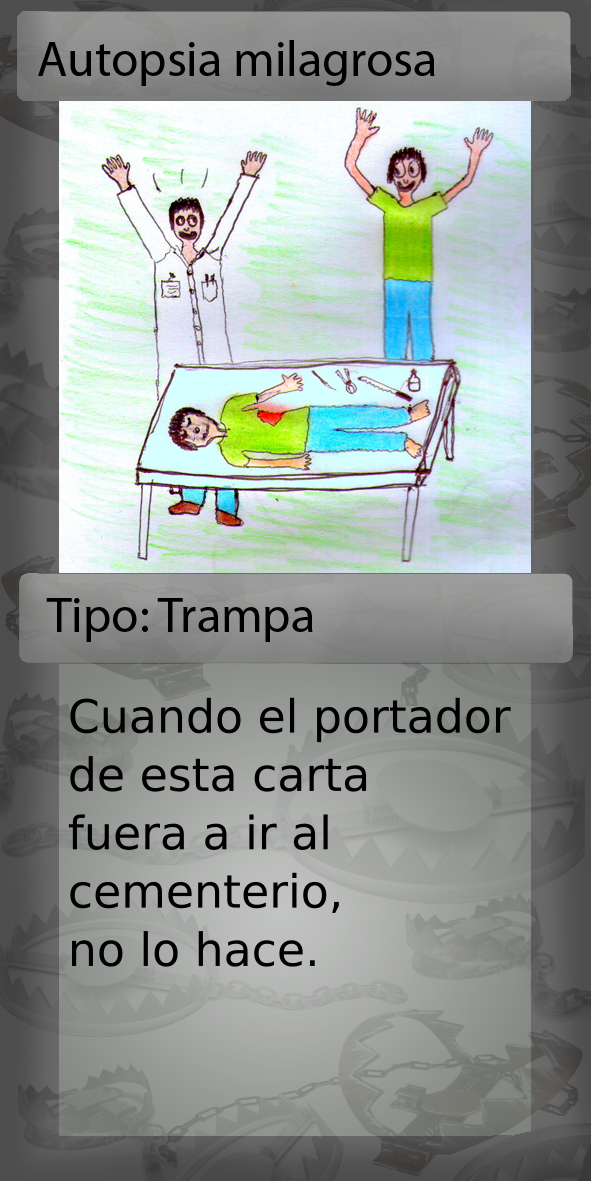 Autopsia milagrosa
Tipo: Trampa
Cuando el portador
de esta carta
fuera a ir al
cementerio,
no lo hace.